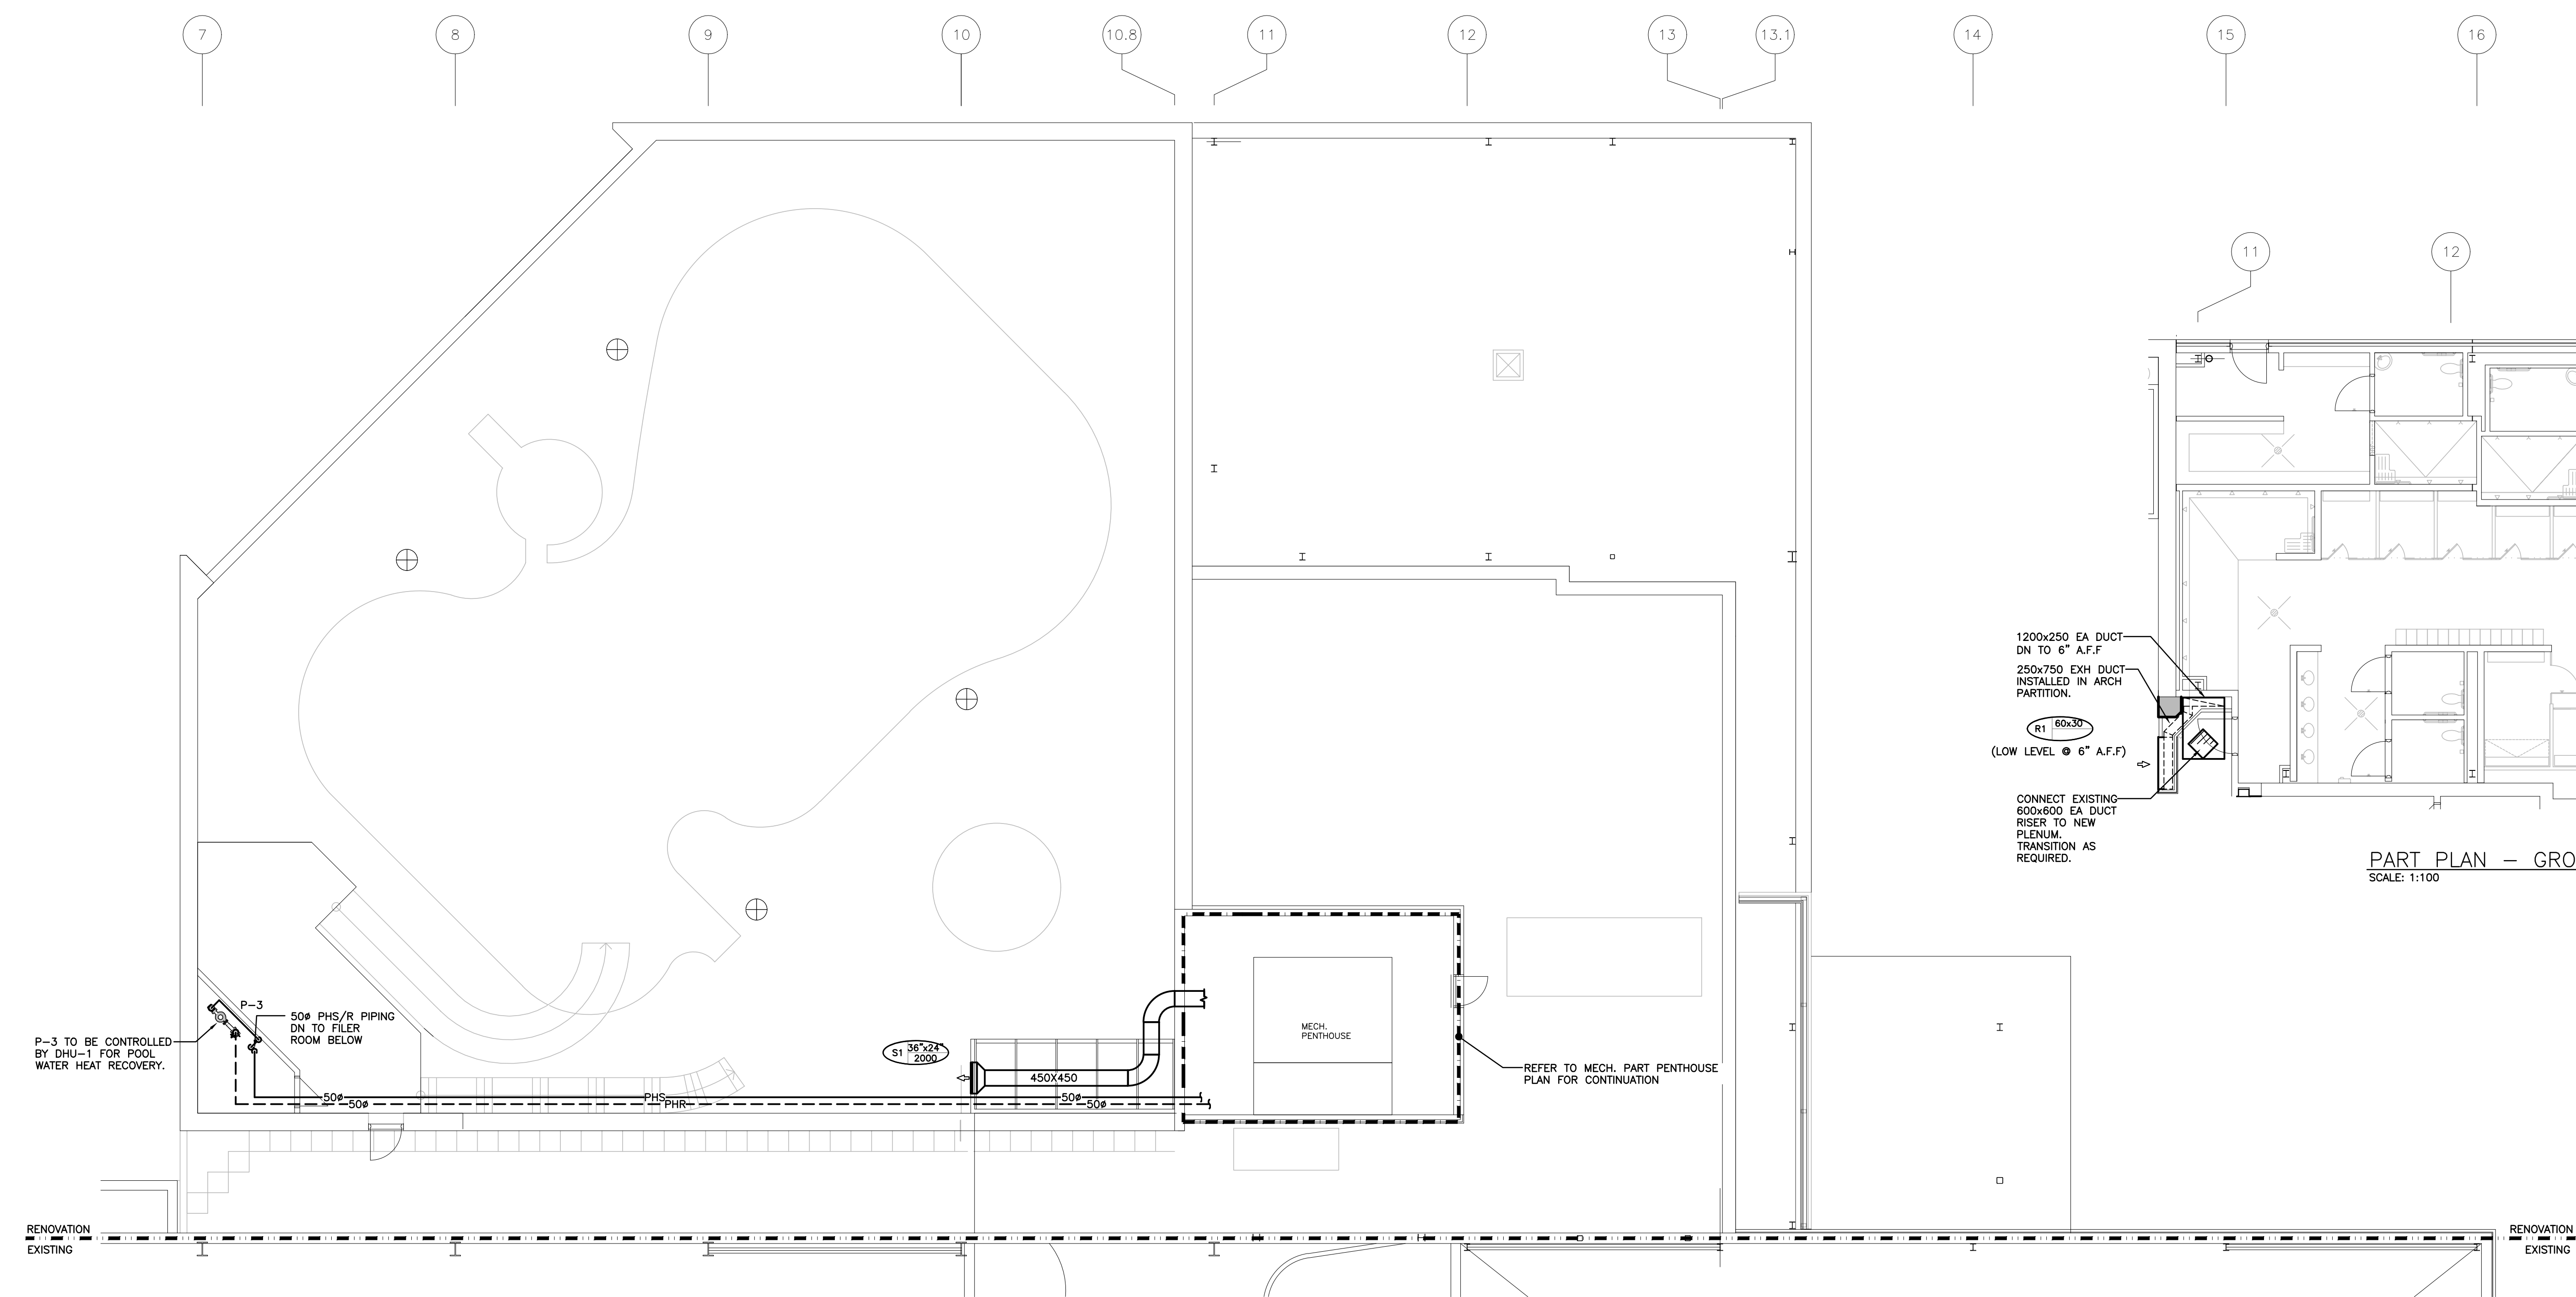 7
8
9
10
10.8
11
12
13
13.1
14
15
16
11
12
1200x250 EA DUCT
DN TO 6" A.F.F
250x750 EXH DUCT
INSTALLED IN ARCH
PARTITION.
R1 60x30
(LOW LEVEL @ 6" A.F.F)
CONNECT EXISTING
600x600 EA DUCT
RISER TO NEW
PLENUM.
TRANSITION AS
REQUIRED.
PART PLAN – GRO
SCALE: 1:100
P-3
50ø PHS/R PIPING
DN TO FILER
ROOM BELOW
P-3 TO BE CONTROLLED
BY DHU-1 FOR POOL
WATER HEAT RECOVERY.
MECH.
PENTHOUSE
S1 36"x24"
2000
450X450
REFER TO MECH. PART PENTHOUSE
PLAN FOR CONTINUATION
50ø PHS 50ø
50ø PHR 50ø
RENOVATION
EXISTING
RENOVATION
EXISTING